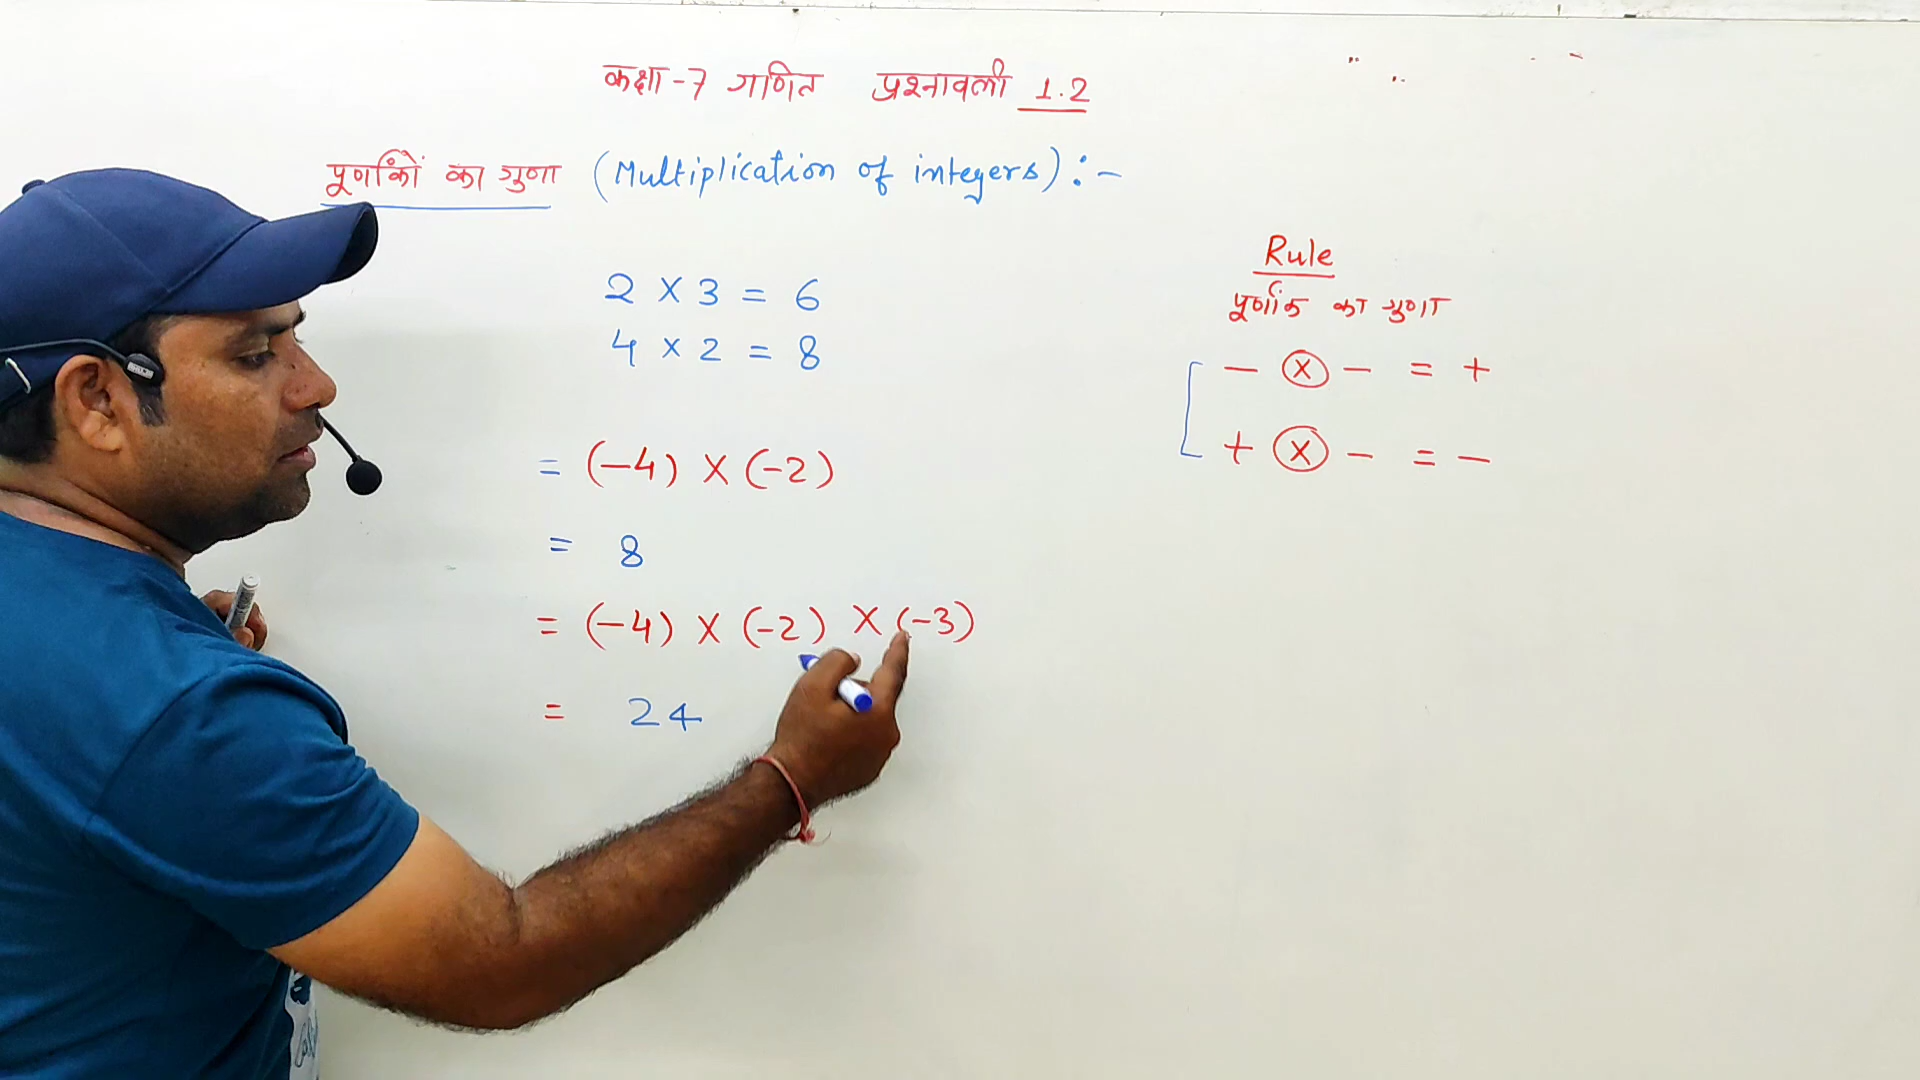 कक्षा-7 गणित प्रश्नावली 1.2
पूर्णांकों का गुणा (Multiplication of integers) :-
2 × 3 = 6
4 × 2 = 8
= (-4) × (-2)
= 8
= (-4) × (-2) × (-3)
= 24
Rule
पूर्णांक का गुणा
- × - = +
+ × - = -